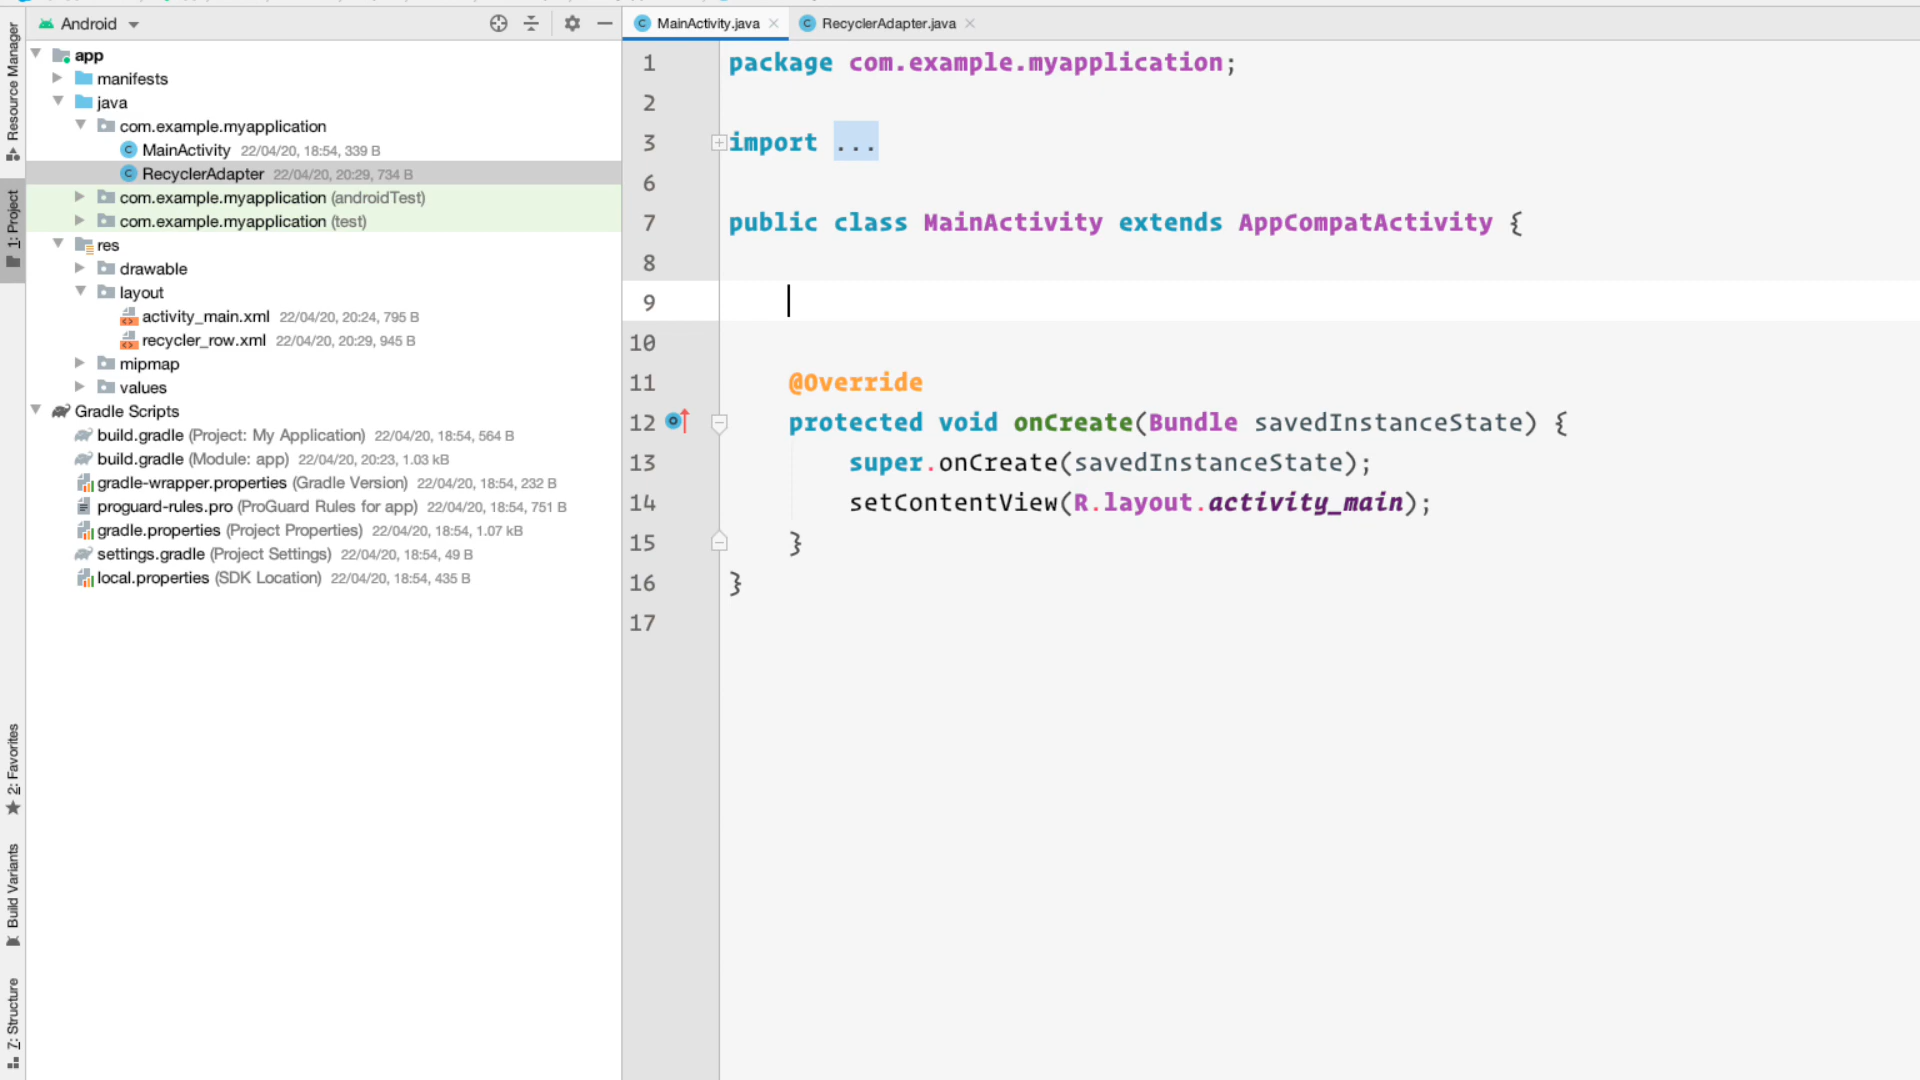 Android
MainActivity.java
RecyclerAdapter.java
Resource Manager
1: Project
2: Favorites
Build Variants
7: Structure
app
manifests
java
com.example.myapplication
MainActivity 22/04/20, 18:54, 339 B
RecyclerAdapter 22/04/20, 20:29, 734 B
com.example.myapplication (androidTest)
com.example.myapplication (test)
res
drawable
layout
activity_main.xml 22/04/20, 20:24, 795 B
recycler_row.xml 22/04/20, 20:29, 945 B
mipmap
values
Gradle Scripts
build.gradle (Project: My Application) 22/04/20, 18:54, 564 B
build.gradle (Module: app) 22/04/20, 20:23, 1.03 kB
gradle-wrapper.properties (Gradle Version) 22/04/20, 18:54, 232 B
proguard-rules.pro (ProGuard Rules for app) 22/04/20, 18:54, 751 B
gradle.properties (Project Properties) 22/04/20, 18:54, 1.07 kB
settings.gradle (Project Settings) 22/04/20, 18:54, 49 B
local.properties (SDK Location) 22/04/20, 18:54, 435 B
1 package com.example.myapplication;
2
3 import ...
6
7 public class MainActivity extends AppCompatActivity {
8
9
10
11 @Override
12 protected void onCreate(Bundle savedInstanceState) {
13 super.onCreate(savedInstanceState);
14 setContentView(R.layout.activity_main);
15 }
16 }
17